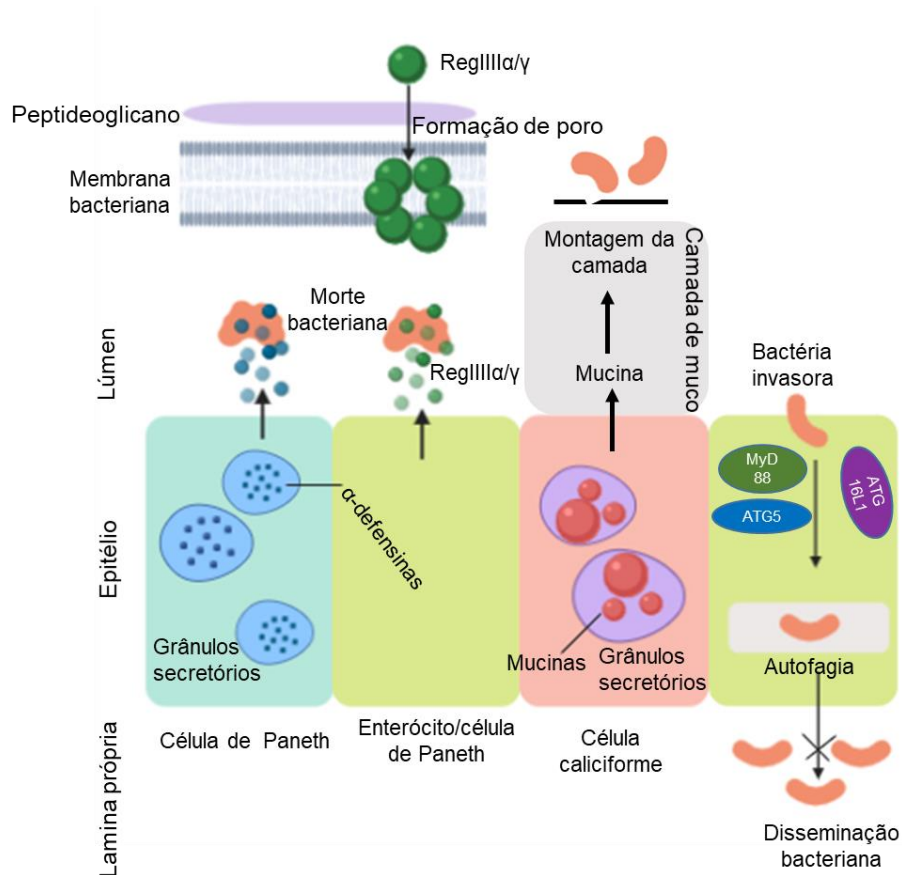 RegIIIIα/γ
Peptideoglicano
Formação de poro
Membrana
bacteriana
Montagem da
camada
Camada de muco
Morte
bacteriana
Lúmen
RegIIIIα/γ
Mucina
Bactéria
invasora
MyD
88
ATG
16L1
ATG5
α-defensinas
Epitélio
Grânulos
secretórios
Mucinas
Grânulos
secretórios
Autofagia
Célula de Paneth
Enterócito/célula
de Paneth
Célula
caliciforme
Lamina própria
Disseminação
bacteriana